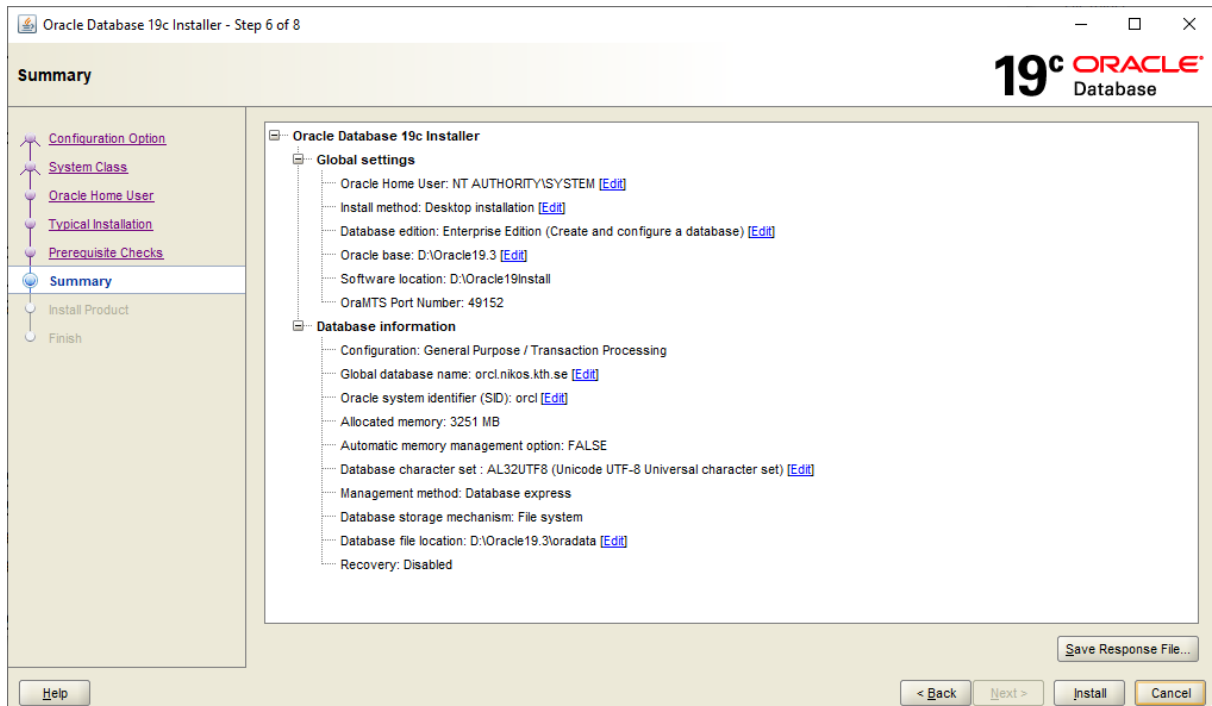 Oracle Database 19c Installer - Step 6 of 8
Summary
19c ORACLE
Database
Configuration Option
System Class
Oracle Home User
Typical Installation
Prerequisite Checks
Summary
Install Product
Finish
Oracle Database 19c Installer
Global settings
Oracle Home User: NT AUTHORITY\SYSTEM [Edit]
Install method: Desktop installation [Edit]
Database edition: Enterprise Edition (Create and configure a database) [Edit]
Oracle base: D:\Oracle19.3 [Edit]
Software location: D:\Oracle19Install
OraMTS Port Number: 49152
Database information
Configuration: General Purpose / Transaction Processing
Global database name: orcl.nikos.kth.se [Edit]
Oracle system identifier (SID): orcl [Edit]
Allocated memory: 3251 MB
Automatic memory management option: FALSE
Database character set : AL32UTF8 (Unicode UTF-8 Universal character set) [Edit]
Management method: Database express
Database storage mechanism: File system
Database file location: D:\Oracle19.3\oradata [Edit]
Recovery: Disabled
Save Response File...
Help
< Back
Next >
Install
Cancel